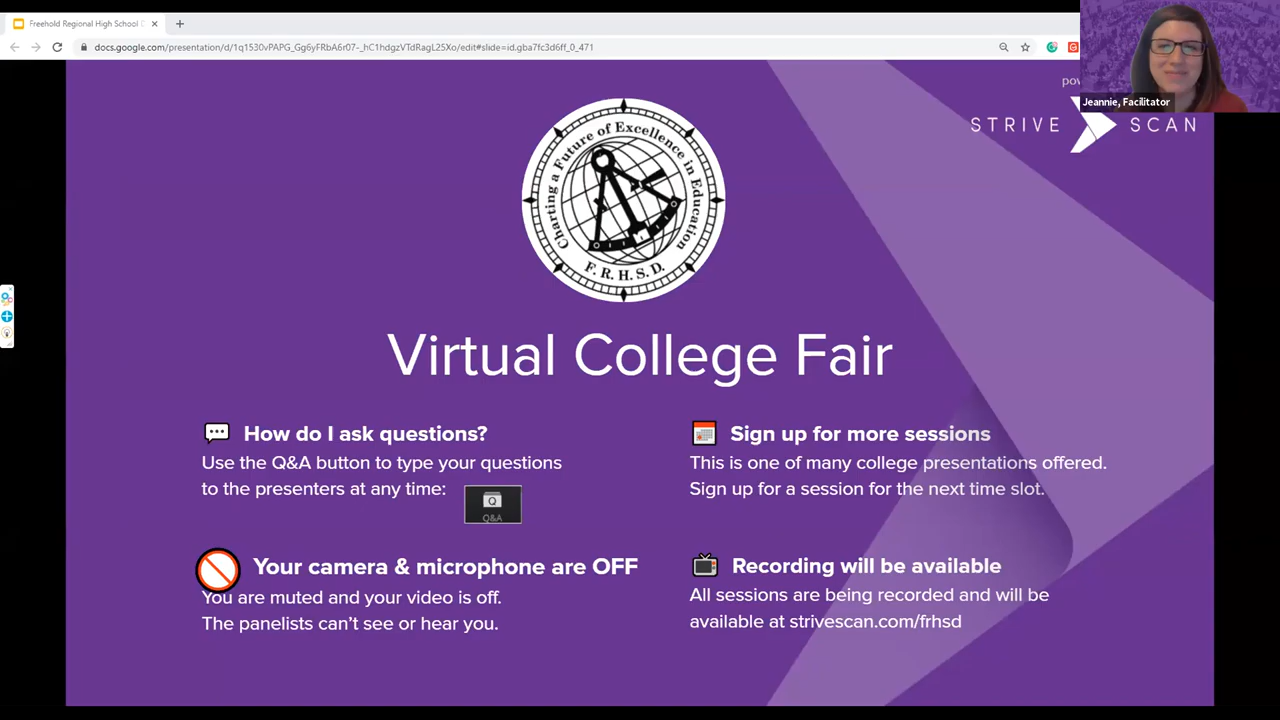 Freehold Regional High School D
docs.google.com/presentation/d/1q1530vPAPG_Gg6yFRbA6r07-_hC1hdgzVTdRagL25Xo/edit#slide=id.gba7fc3d6ff_0_471
Jeannie, Facilitator
STRIVE SCAN
Charting a Future of Excellence in Education
F. R. H. S. D.
Virtual College Fair
How do I ask questions?
Use the Q&A button to type your questions
to the presenters at any time:
Q
Q&A
Sign up for more sessions
This is one of many college presentations offered.
Sign up for a session for the next time slot.
Your camera & microphone are OFF
You are muted and your video is off.
The panelists can't see or hear you.
Recording will be available
All sessions are being recorded and will be
available at strivescan.com/frhsd